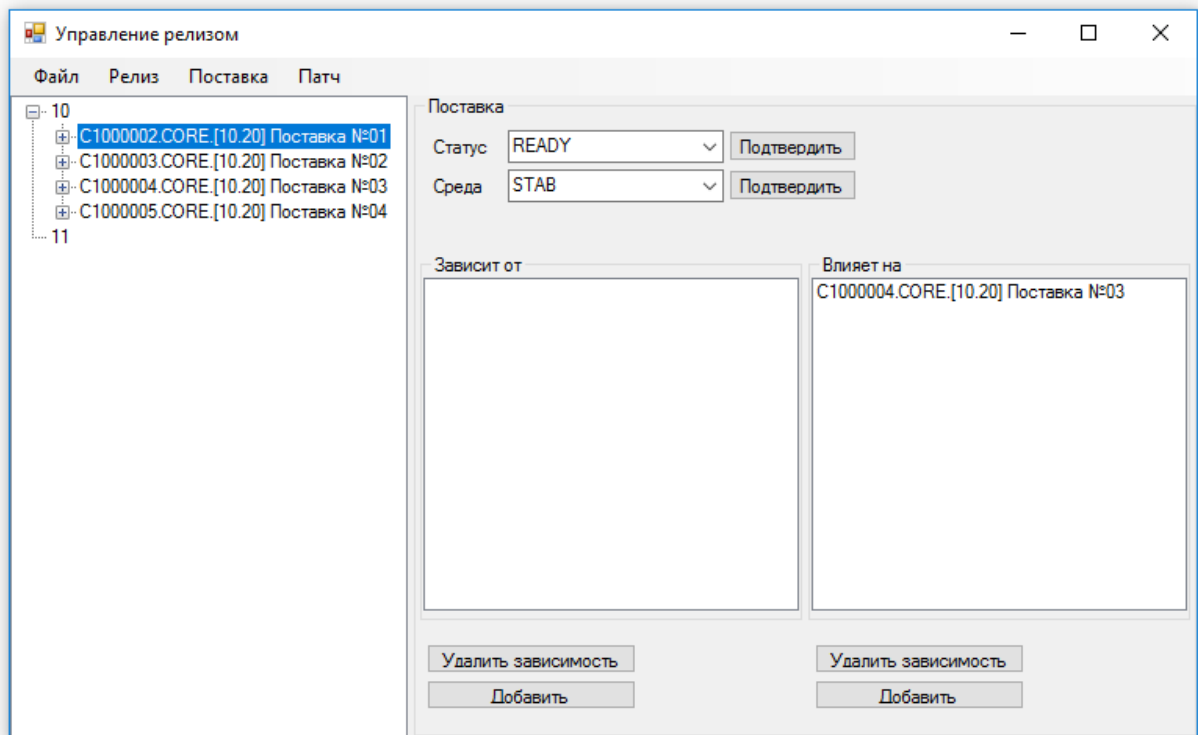 Управление релизом
Файл Релиз Поставка Патч
10
C1000002.CORE.[10.20] Поставка №01
C1000003.CORE.[10.20] Поставка №02
C1000004.CORE.[10.20] Поставка №03
C1000005.CORE.[10.20] Поставка №04
11
Поставка
Статус READY Подтвердить
Среда STAB Подтвердить
Зависит от
Влияет на
C1000004.CORE.[10.20] Поставка №03
Удалить зависимость Удалить зависимость
Добавить Добавить